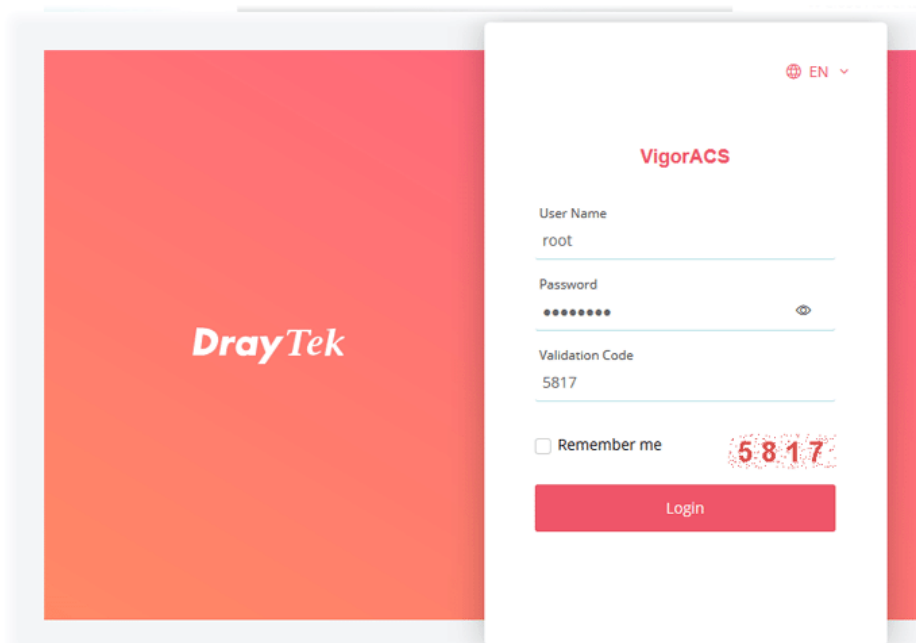 EN
VigorACS
User Name
root
Password
••••••••
Validation Code
5817
Remember me
5817
Login
DrayTek